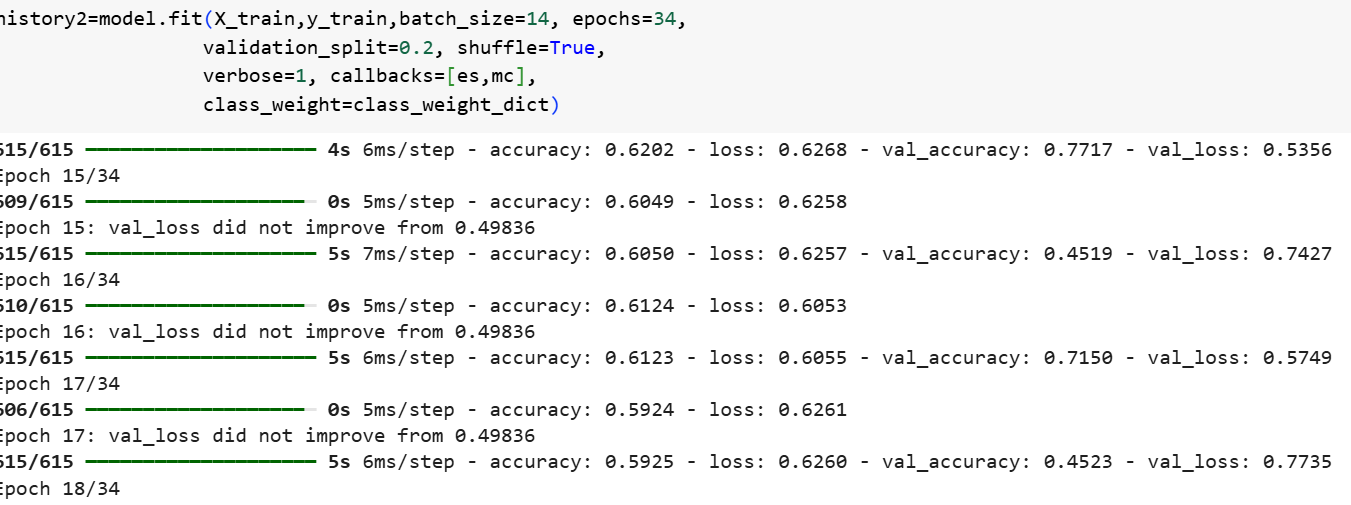 history2=model.fit(X_train,y_train,batch_size=14, epochs=34,
validation_split=0.2, shuffle=True,
verbose=1, callbacks=[es,mc],
class_weight=class_weight_dict)
615/615 4s 6ms/step - accuracy: 0.6202 - loss: 0.6268 - val_accuracy: 0.7717 - val_loss: 0.5356
Epoch 15/34
609/615 0s 5ms/step - accuracy: 0.6049 - loss: 0.6258
Epoch 15: val_loss did not improve from 0.49836
615/615 5s 7ms/step - accuracy: 0.6050 - loss: 0.6257 - val_accuracy: 0.4519 - val_loss: 0.7427
Epoch 16/34
610/615 0s 5ms/step - accuracy: 0.6124 - loss: 0.6053
Epoch 16: val_loss did not improve from 0.49836
615/615 5s 6ms/step - accuracy: 0.6123 - loss: 0.6055 - val_accuracy: 0.7150 - val_loss: 0.5749
Epoch 17/34
606/615 0s 5ms/step - accuracy: 0.5924 - loss: 0.6261
Epoch 17: val_loss did not improve from 0.49836
615/615 5s 6ms/step - accuracy: 0.5925 - loss: 0.6260 - val_accuracy: 0.4523 - val_loss: 0.7735
Epoch 18/34